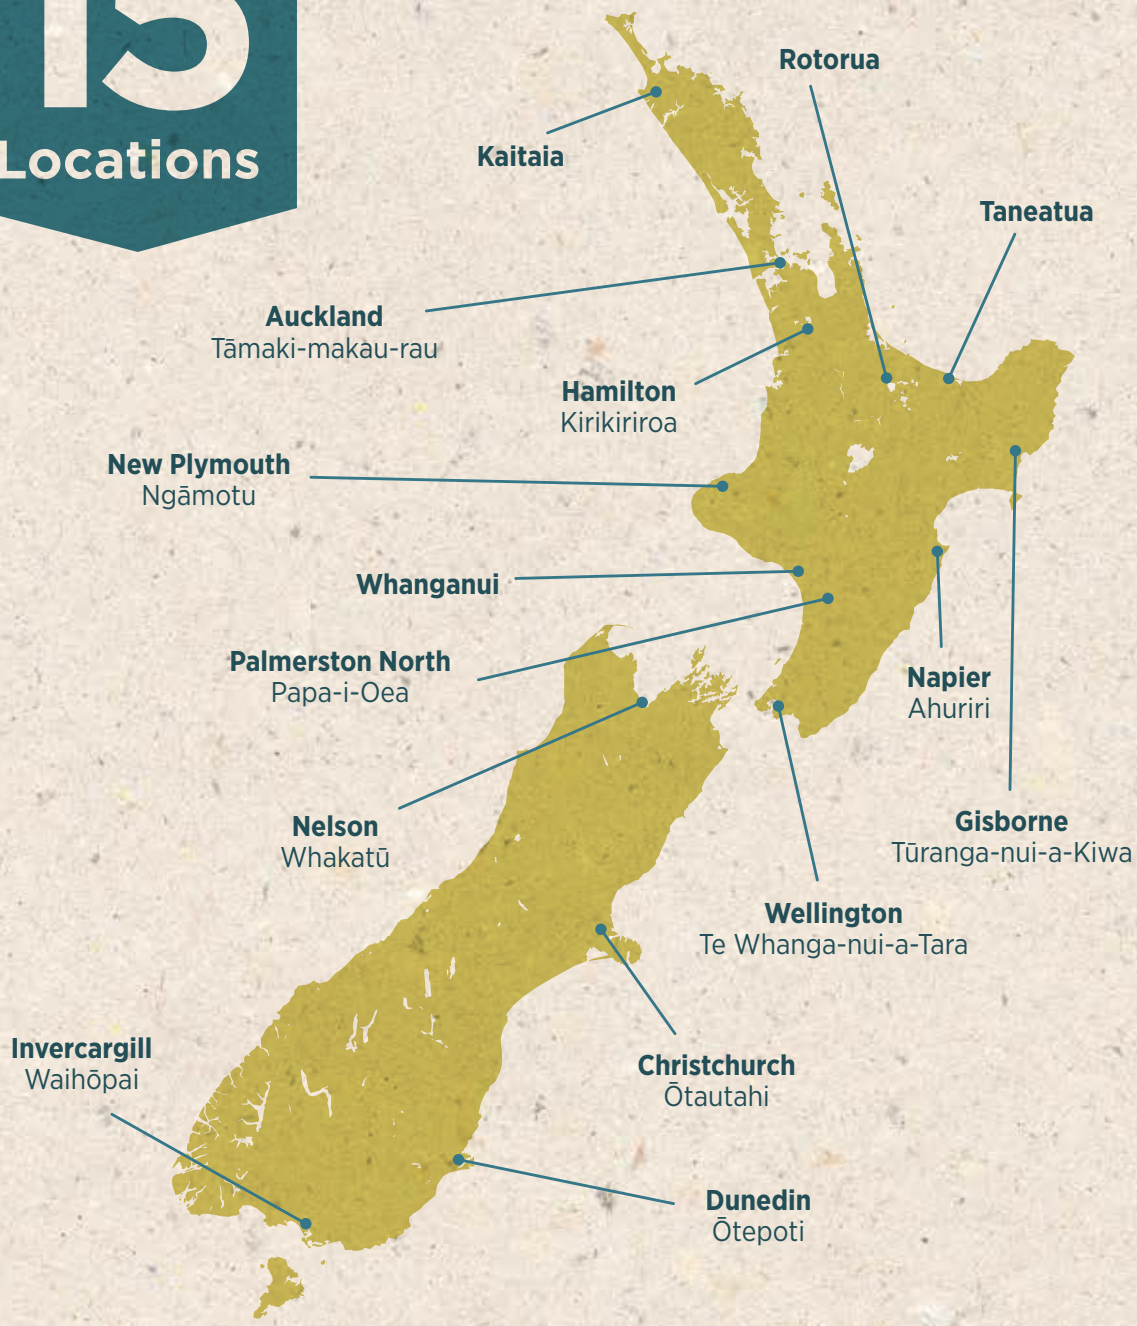 15
Locations
Rotorua
Kaitaia
Taneatua
Auckland
Tāmaki-makau-rau
Hamilton
Kirikiriroa
New Plymouth
Ngāmotu
Whanganui
Palmerston North
Papa-i-Oea
Napier
Ahuriri
Nelson
Whakatū
Gisborne
Tūranga-nui-a-Kiwa
Wellington
Te Whanga-nui-a-Tara
Invercargill
Waihōpai
Christchurch
Ōtautahi
Dunedin
Ōtepoti